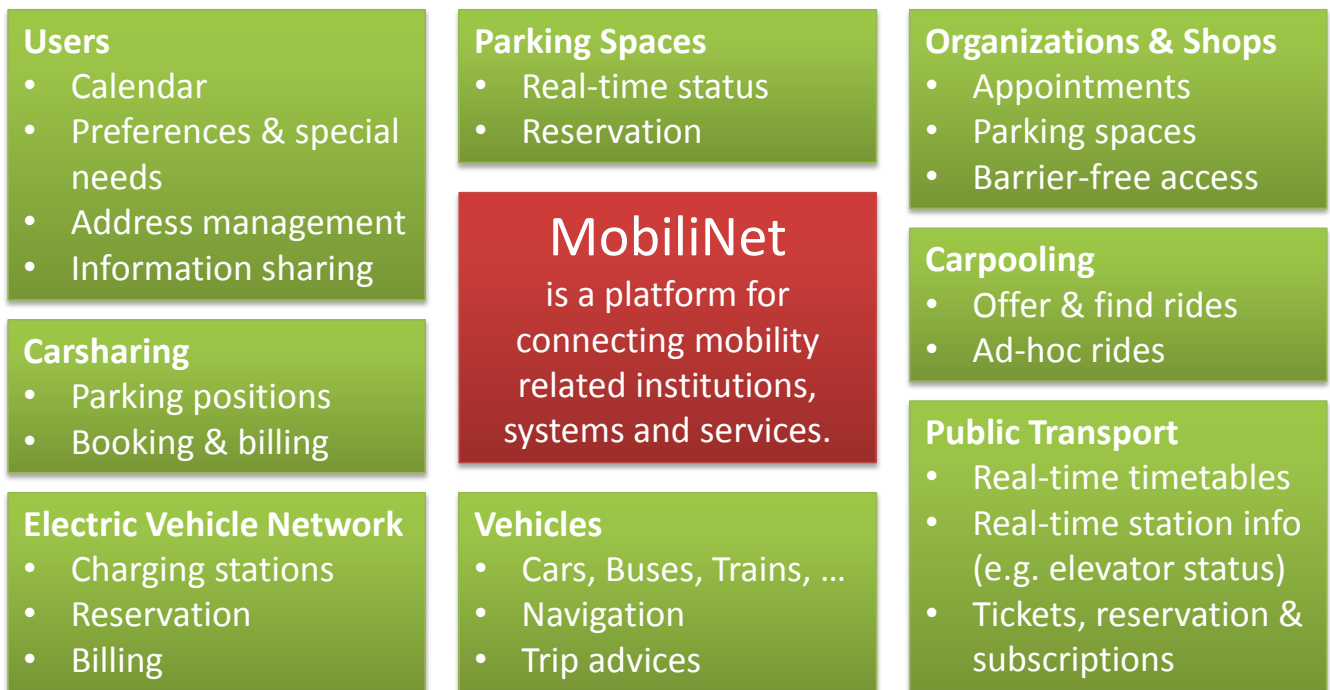 Users
• Calendar
• Preferences & special
needs
• Address management
• Information sharing
Carsharing
• Parking positions
• Booking & billing
Electric Vehicle Network
• Charging stations
• Reservation
• Billing
Parking Spaces
• Real-time status
• Reservation
MobiliNet
is a platform for
connecting mobility
related institutions,
systems and services.
Vehicles
• Cars, Buses, Trains, …
• Navigation
• Trip advices
Organizations & Shops
• Appointments
• Parking spaces
• Barrier-free access
Carpooling
• Offer & find rides
• Ad-hoc rides
Public Transport
• Real-time timetables
• Real-time station info
(e.g. elevator status)
• Tickets, reservation &
subscriptions